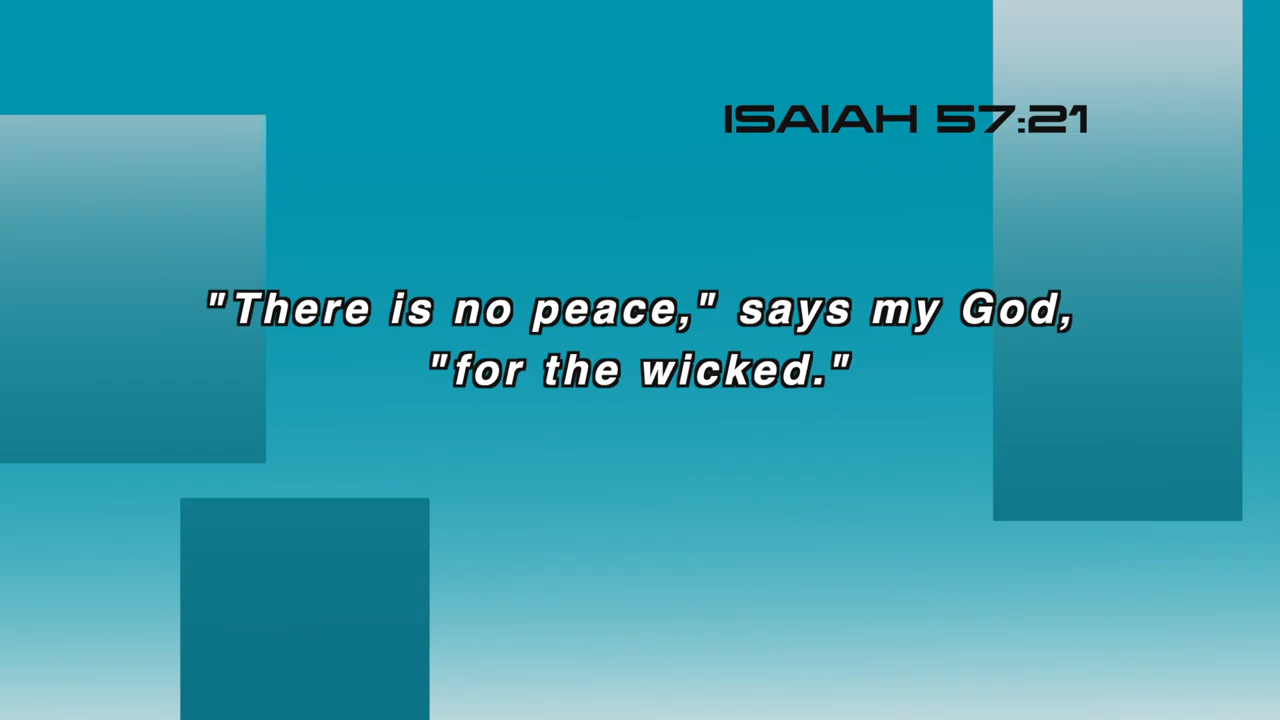 ISAIAH 57:21
"There is no peace," says my God,
"for the wicked."